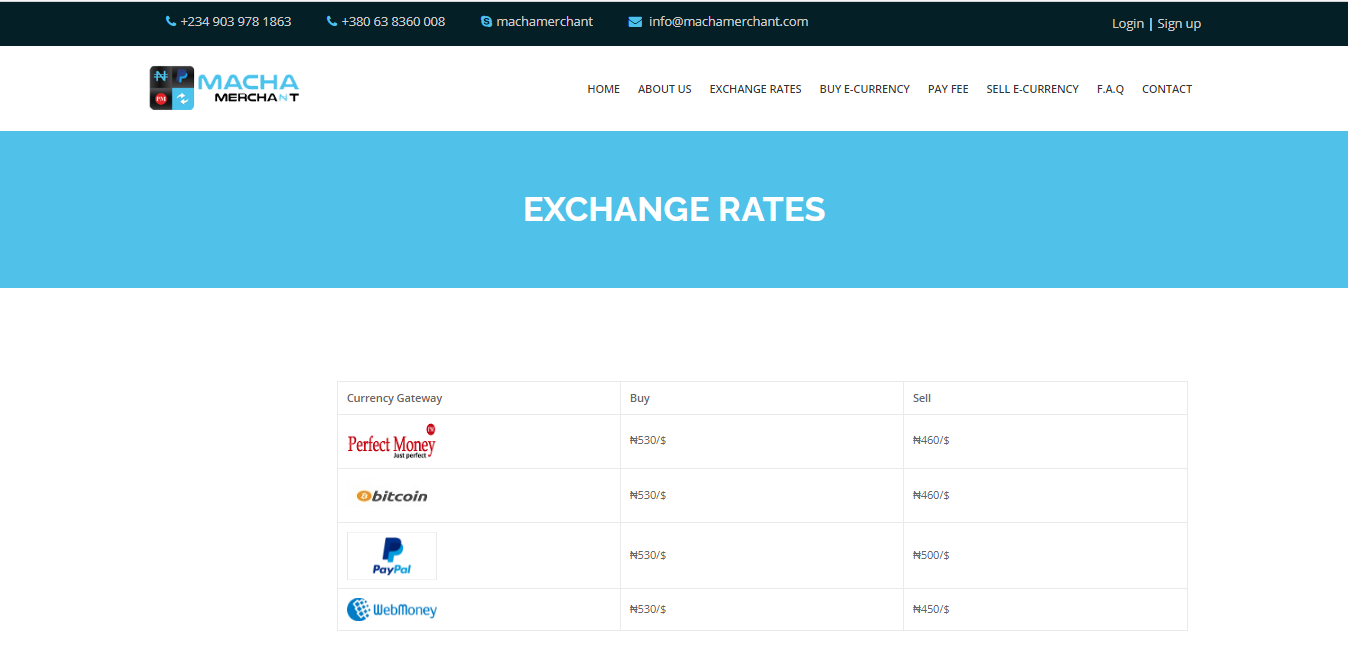 +234 903 978 1863 +380 63 8360 008 machamerchant info@machamerchant.com Login | Sign up
₦ PM MACHA
MERCHANT
HOME ABOUT US EXCHANGE RATES BUY E-CURRENCY PAY FEE SELL E-CURRENCY F.A.Q CONTACT
EXCHANGE RATES
Currency Gateway Buy Sell
PM
Perfect Money ₦530/$ ₦460/$
Just perfect
bitcoin ₦530/$ ₦460/$
PayPal ₦530/$ ₦500/$
WebMoney ₦530/$ ₦450/$